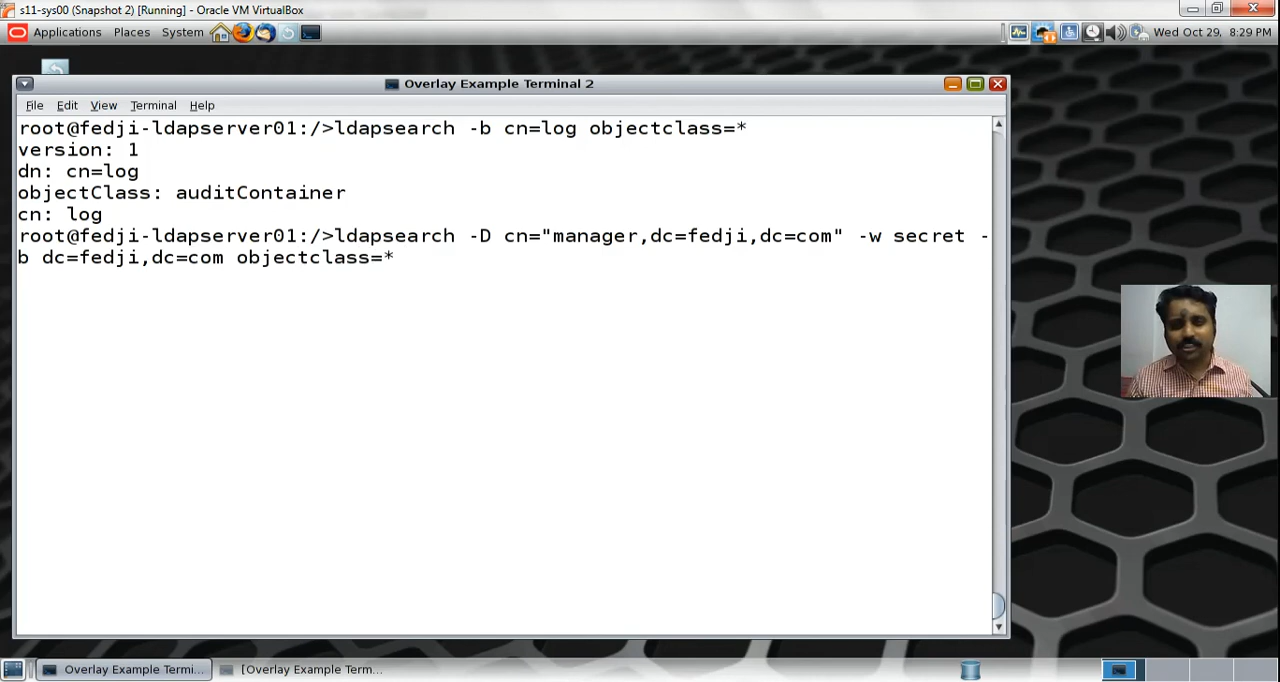 s11-sys00 (Snapshot 2) [Running] - Oracle VM VirtualBox
Applications Places System Wed Oct 29, 8:29 PM
Overlay Example Terminal 2
File Edit View Terminal Help
root@fedji-ldapserver01:/>ldapsearch -b cn=log objectclass=*
version: 1
dn: cn=log
objectClass: auditContainer
cn: log
root@fedji-ldapserver01:/>ldapsearch -D cn="manager,dc=fedji,dc=com" -w secret -
b dc=fedji,dc=com objectclass=*
Overlay Example Termi... [Overlay Example Term...